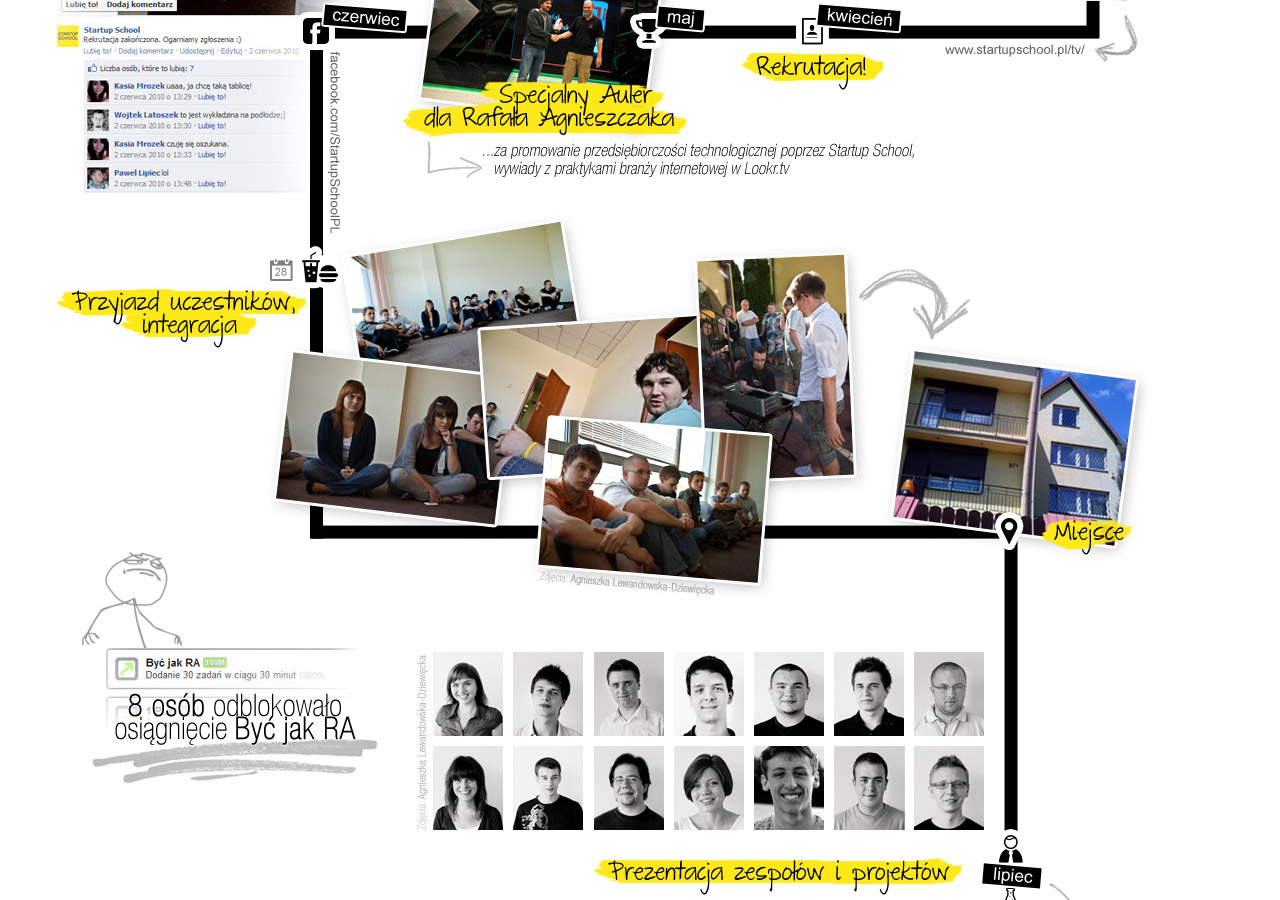 Lubię to! Dodaj komentarz
czerwiec
maj
kwiecień
Startup School
Rekrutacja zakończona. Ogarniamy zgłoszenia :)
Lubię to! · Dodaj komentarz · Udostępnij · Edytuj · 2 czerwca 2010
Liczba osób, które to lubią: 7
Kasia Mrozek uaaa, ja chcę taką tablicę!
2 czerwca 2010 o 13:29 · Lubię to!
Wojtek Latoszek to jest wykładzina na podłodze;]
2 czerwca 2010 o 13:30 · Lubię to!
Kasia Mrozek czuję się oszukana.
2 czerwca 2010 o 13:33 · Lubię to!
Paweł Lipiec lol
2 czerwca 2010 o 13:48 · Lubię to!
facebook.com/StartupSchoolPL
www.startupschool.pl/tv/
Rekrutacja!
Specjalny Auler
dla Rafała Agnieszczaka
...za promowanie przedsiębiorczości technologicznej poprzez Startup School,
wywiady z praktykami branży internetowej w Lookr.tv
28
Przyjazd uczestników,
integracja
Miejsce
Zdjęcia: Agnieszka Lewandowska-Dziewięcka
Być jak RA 100M
Dodanie 30 zadań w ciągu 30 minut (30/30)
8 osób odblokowało
osiągnięcie Być jak RA
Zdjęcia: Agnieszka Lewandowska-Dziewięcka
Prezentacja zespołów i projektów
lipiec